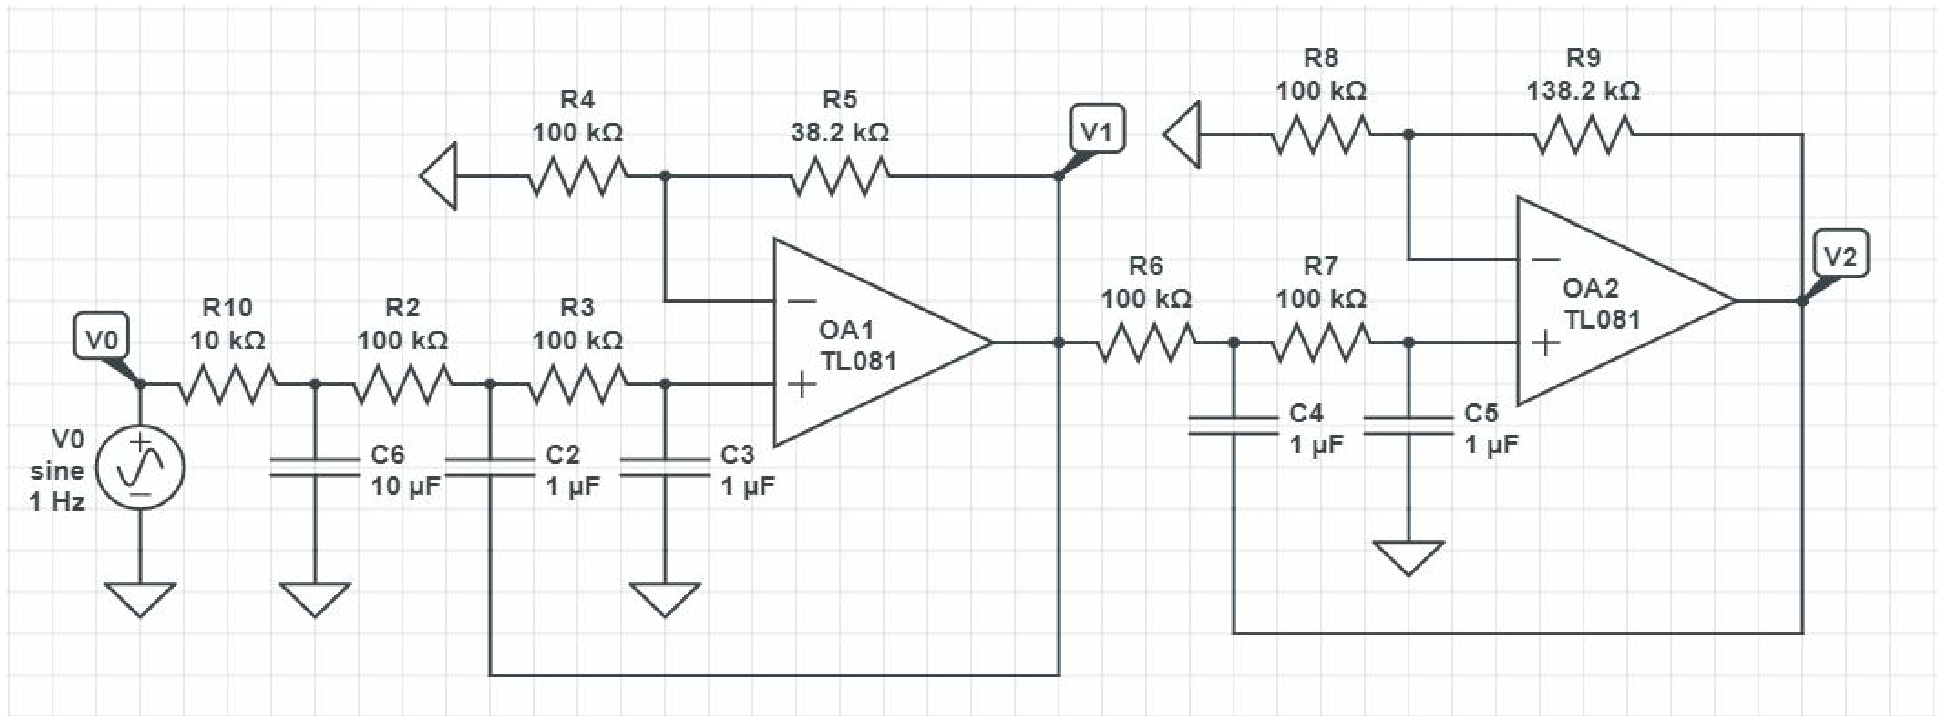 R8
100 kΩ
R9
138.2 kΩ
R4
100 kΩ
R5
38.2 kΩ
V1
V2
R6
100 kΩ
R7
100 kΩ
−
OA2
TL081
+
R10
10 kΩ
R2
100 kΩ
R3
100 kΩ
−
OA1
TL081
+
V0
V0
sine
1 Hz
+
−
C6
10 µF
C2
1 µF
C3
1 µF
C4
1 µF
C5
1 µF